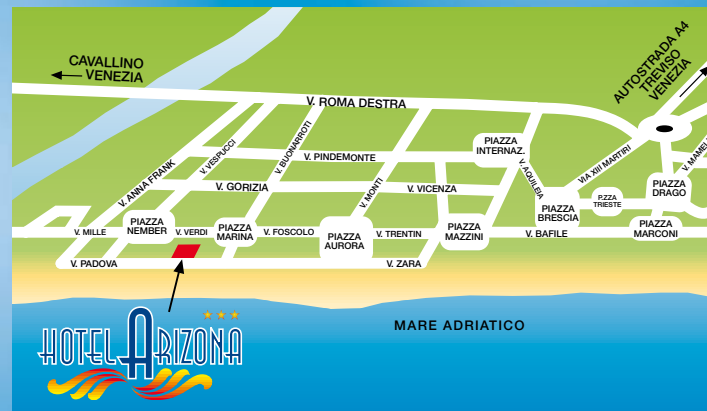 CAVALLINO
VENEZIA
AUTOSTRADA A4
TREVISO
VENEZIA
V. ROMA DESTRA
V. ANNA FRANK
V. VESPUCCI
V. BUONARROTI
V. PINDEMONTE
PIAZZA
INTERNAZ.
V. AQUILEIA
VIA XIII MARTIRI
V. GORIZIA
V. MONTI
V. VICENZA
P.ZZA
TRIESTE
PIAZZA
DRAGO
V. MILLE
PIAZZA
NEMBER
V. VERDI
PIAZZA
MARINA
V. FOSCOLO
PIAZZA
AURORA
V. TRENTIN
PIAZZA
MAZZINI
PIAZZA
BRESCIA
V. BAFILE
PIAZZA
MARCONI
V. PADOVA
V. ZARA
MARE ADRIATICO
HOTEL ARIZONA